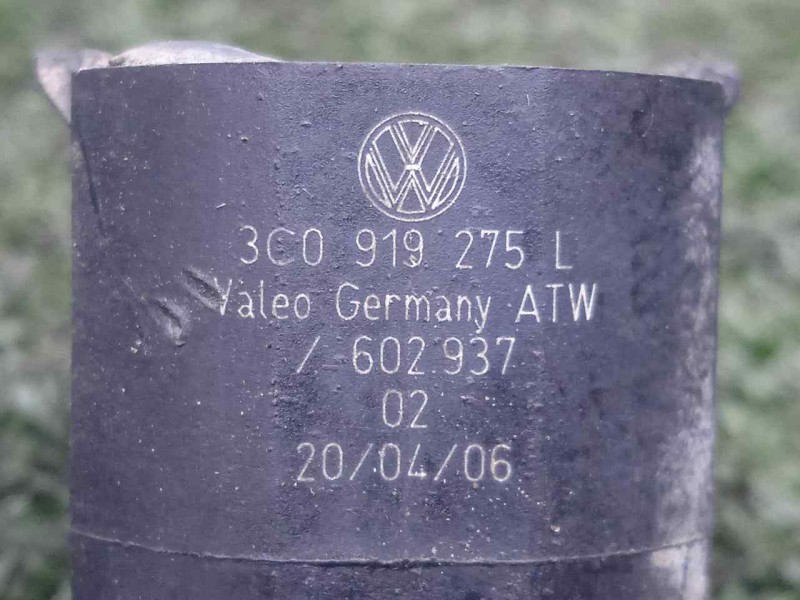 3C0 919 275 L
Valeo Germany ATW
/ 602 937
02
20/04/06